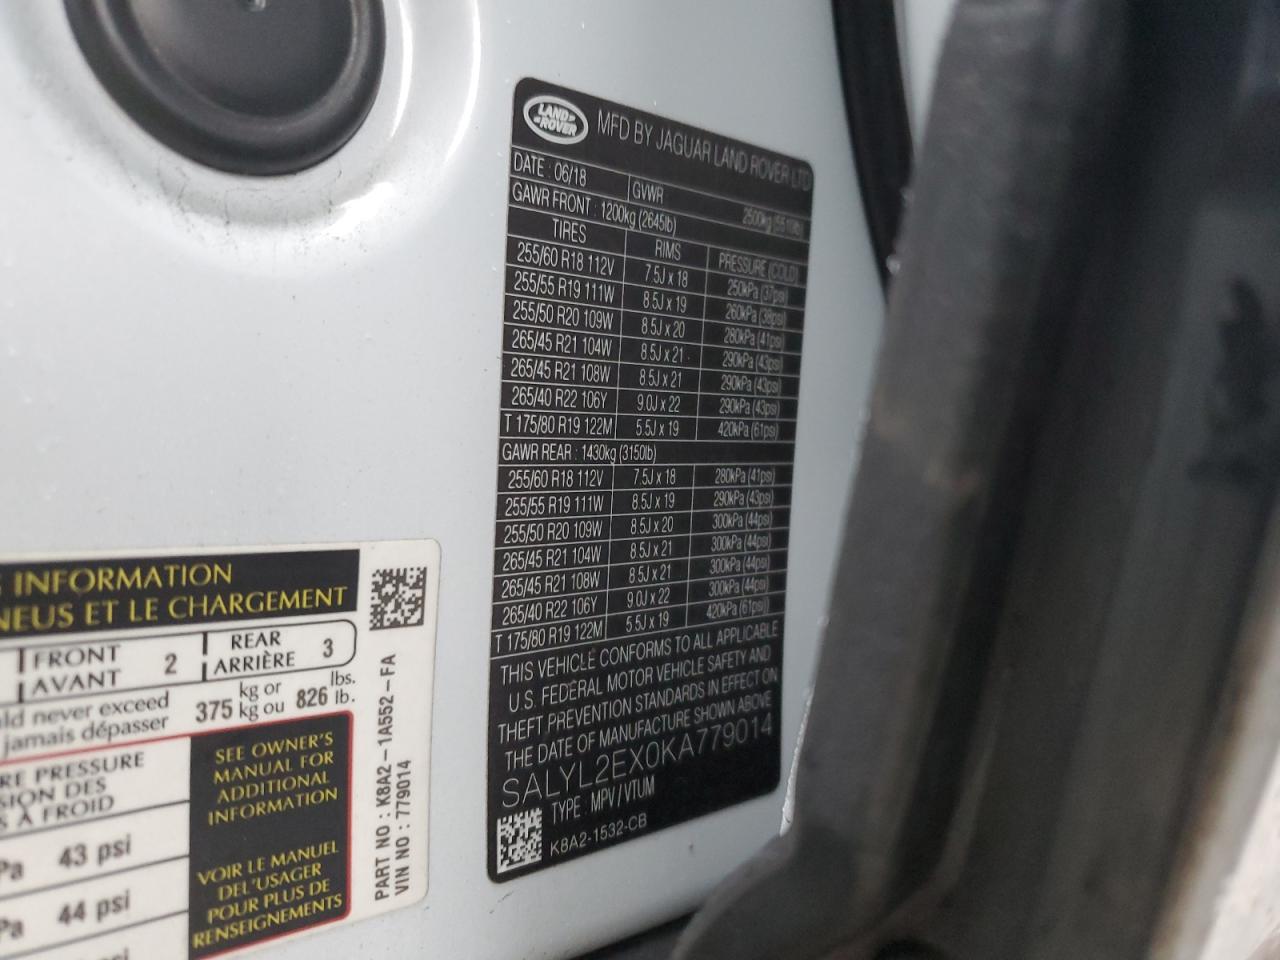 LAND ROVER
MFD BY JAGUAR LAND ROVER LTD
DATE : 06/18 GVWR 2500kg (5510lb)
GAWR FRONT : 1200kg (2645lb)
TIRES RIMS PRESSURE (COLD)
255/60 R18 112V 7.5J x 18 250kPa (37psi)
255/55 R19 111W 8.5J x 19 260kPa (38psi)
255/50 R20 109W 8.5J x 20 280kPa (41psi)
265/45 R21 104W 8.5J x 21 290kPa (43psi)
265/45 R21 108W 8.5J x 21 290kPa (43psi)
265/40 R22 106Y 9.0J x 22 290kPa (43psi)
T 175/80 R19 122M 5.5J x 19 420kPa (61psi)
GAWR REAR : 1430kg (3150lb)
255/60 R18 112V 7.5J x 18 280kPa (41psi)
255/55 R19 111W 8.5J x 19 290kPa (43psi)
255/50 R20 109W 8.5J x 20 300kPa (44psi)
265/45 R21 104W 8.5J x 21 300kPa (44psi)
265/45 R21 108W 8.5J x 21 300kPa (44psi)
265/40 R22 106Y 9.0J x 22 300kPa (44psi)
T 175/80 R19 122M 5.5J x 19 420kPa (61psi)
THIS VEHICLE CONFORMS TO ALL APPLICABLE
U.S. FEDERAL MOTOR VEHICLE SAFETY AND
THEFT PREVENTION STANDARDS IN EFFECT ON
THE DATE OF MANUFACTURE SHOWN ABOVE
SALYL2EX0KA779014
TYPE : MPV / VTUM
K8A2-1532-CB
INFORMATION
NEUS ET LE CHARGEMENT
FRONT 2 REAR 3
AVANT ARRIÈRE
ld never exceed 375 kg or 826 lbs.
jamais dépasser kg ou lb.
RE PRESSURE
SION DES
S A FROID
Pa 43 psi
Pa 44 psi
psi
SEE OWNER'S
MANUAL FOR
ADDITIONAL
INFORMATION
VOIR LE MANUEL
DEL'USAGER
POUR PLUS DE
RENSEIGNEMENTS
PART NO : K8A2-1A552-FA
VIN NO : 779014